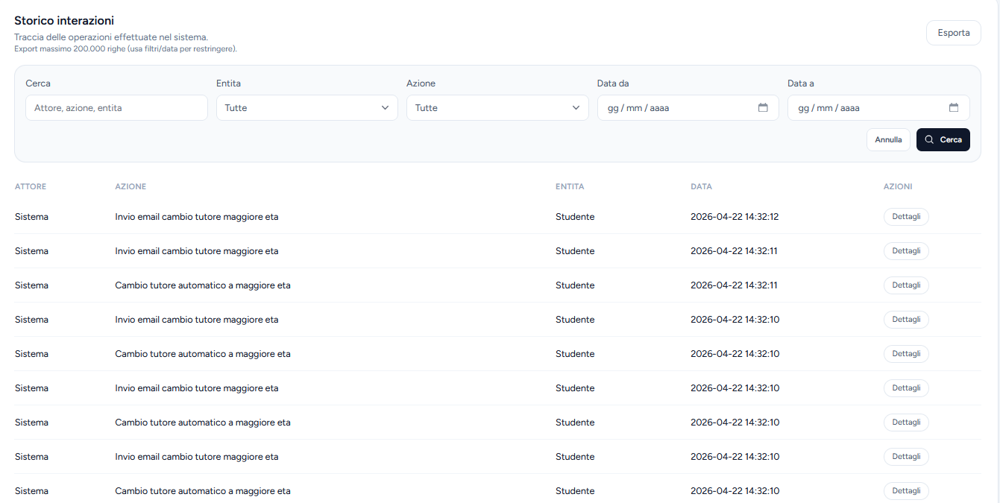 Storico interazioni
Traccia delle operazioni effettuate nel sistema.
Export massimo 200.000 righe (usa filtri/data per restringere).
Esporta
Cerca Entita Azione Data da Data a
Attore, azione, entita Tutte Tutte gg / mm / aaaa gg / mm / aaaa
Annulla Cerca
ATTORE AZIONE ENTITA DATA AZIONI
Sistema Invio email cambio tutore maggiore eta Studente 2026-04-22 14:32:12 Dettagli
Sistema Invio email cambio tutore maggiore eta Studente 2026-04-22 14:32:11 Dettagli
Sistema Cambio tutore automatico a maggiore eta Studente 2026-04-22 14:32:11 Dettagli
Sistema Invio email cambio tutore maggiore eta Studente 2026-04-22 14:32:10 Dettagli
Sistema Cambio tutore automatico a maggiore eta Studente 2026-04-22 14:32:10 Dettagli
Sistema Invio email cambio tutore maggiore eta Studente 2026-04-22 14:32:10 Dettagli
Sistema Cambio tutore automatico a maggiore eta Studente 2026-04-22 14:32:10 Dettagli
Sistema Invio email cambio tutore maggiore eta Studente 2026-04-22 14:32:10 Dettagli
Sistema Cambio tutore automatico a maggiore eta Studente 2026-04-22 14:32:10 Dettagli